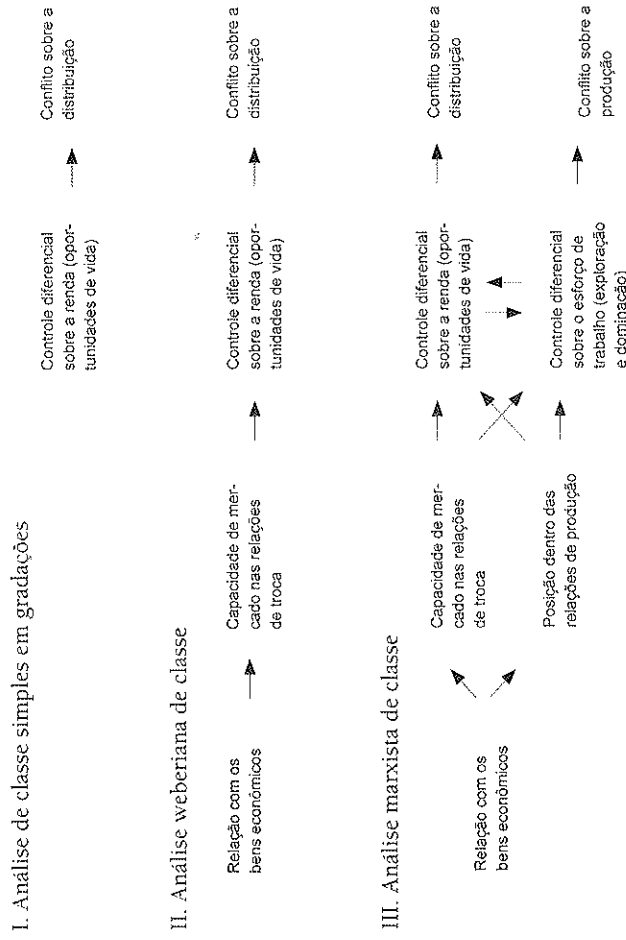 I. Análise de classe simples em gradações
Controle diferencial
sobre a renda (opor-
tunidades de vida)
Conflito sobre a
distribuição
II. Análise weberiana de classe
Relação com os
bens econômicos
Capacidade de mer-
cado nas relações
de troca
Controle diferencial
sobre a renda (opor-
tunidades de vida)
Conflito sobre a
distribuição
III. Análise marxista de classe
Relação com os
bens econômicos
Capacidade de mer-
cado nas relações
de troca
Controle diferencial
sobre a renda (opor-
tunidades de vida)
Conflito sobre a
distribuição
Posição dentro das
relações de produção
Controle diferencial
sobre o esforço de
trabalho (exploração
e dominação)
Conflito sobre a
produção